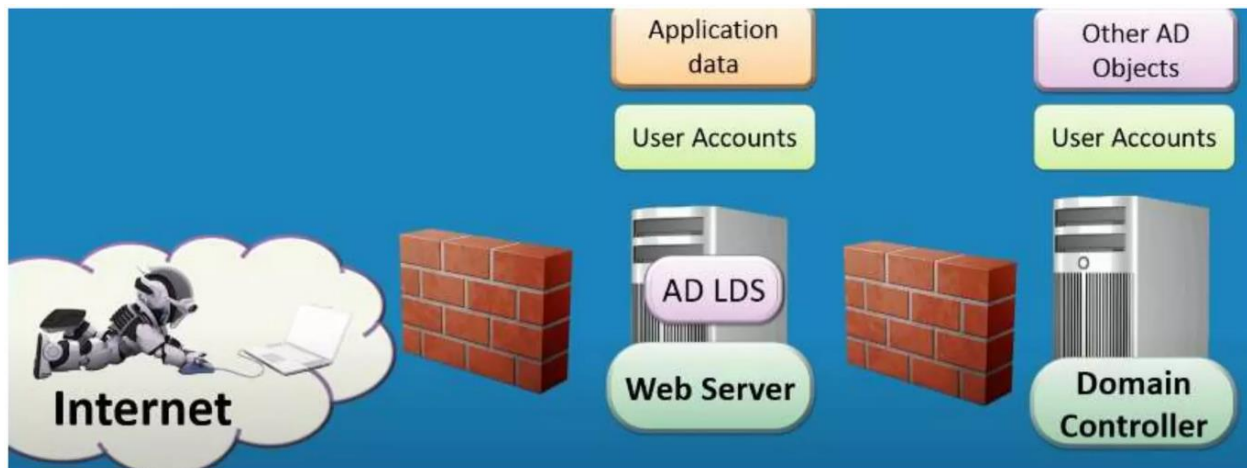 Application
data
Other AD
Objects
User Accounts
User Accounts
AD LDS
Internet
Web Server
Domain
Controller